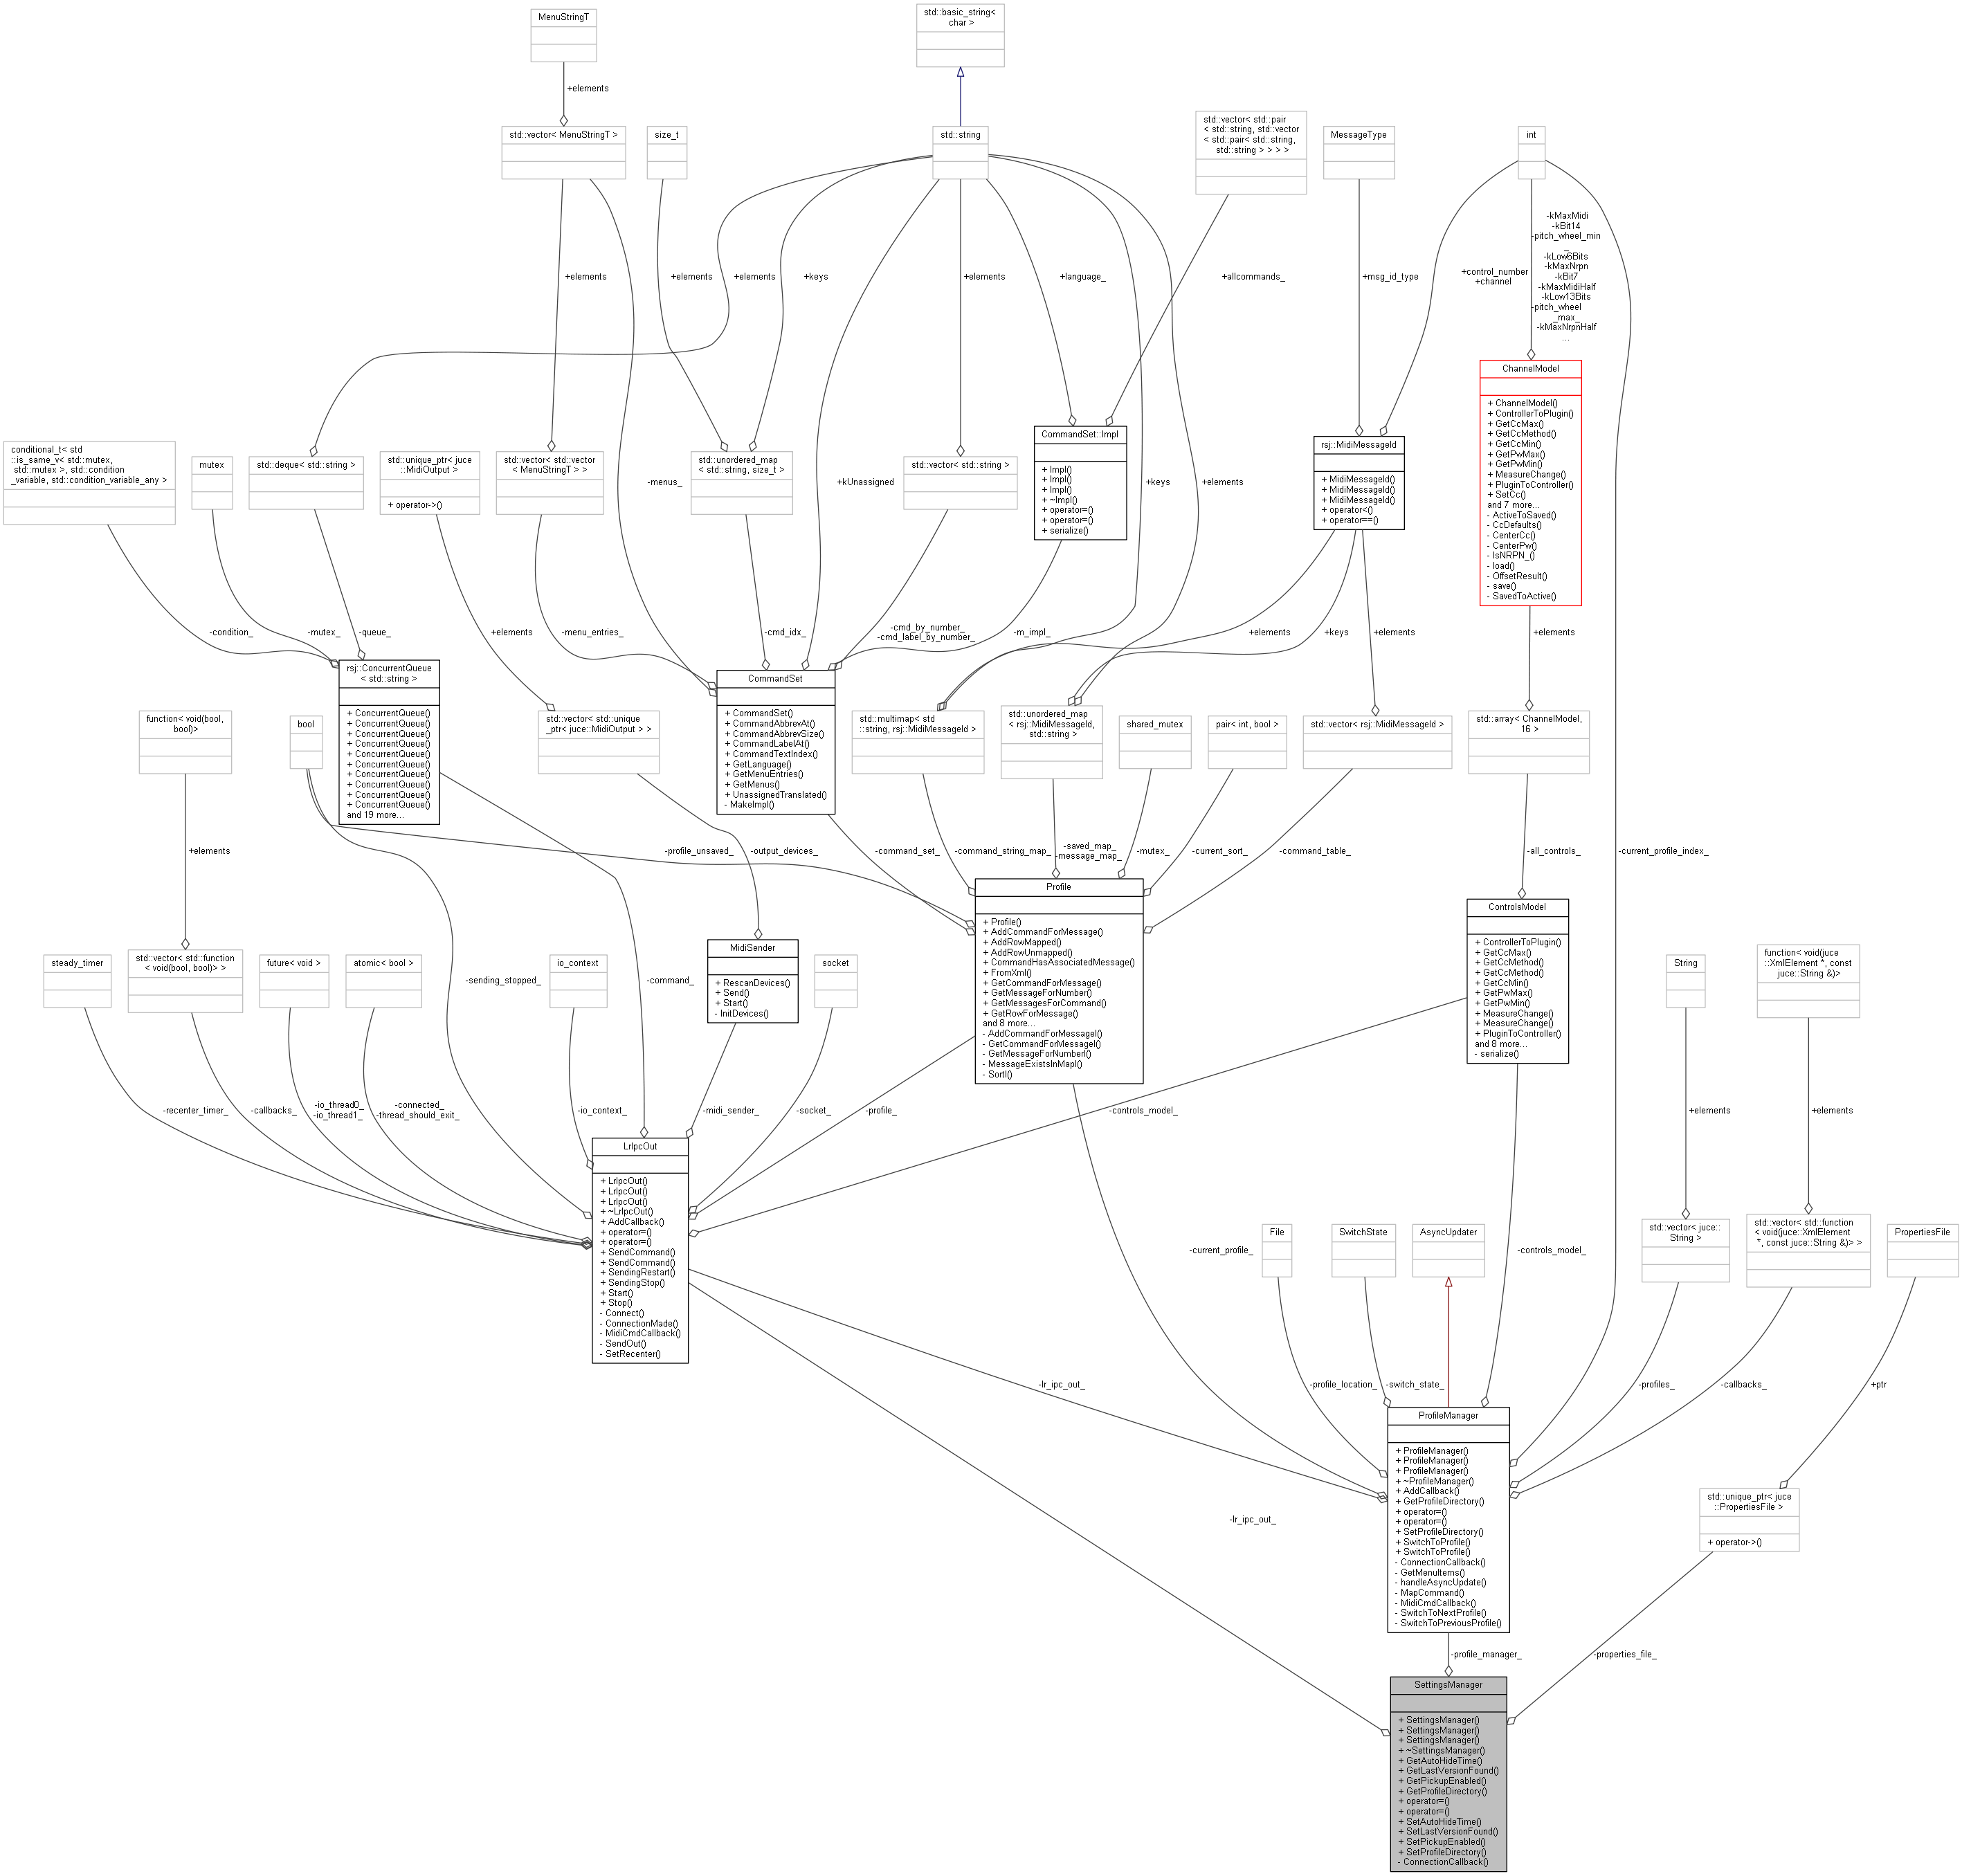 MenuStringT
std::basic_string<
char >
+elements
std::vector< MenuStringT >
size_t
std::string
std::vector< std::pair
< std::string, std::vector
< std::pair< std::string,
std::string > > > >
MessageType
int
+elements
+elements
+elements
+keys
+elements
+language_
+allcommands_
+msg_id_type
+control_number
+channel
-kMaxMidi
-kBit14
-pitch_wheel_min
_
-kLow6Bits
-kMaxNrpn
-kBit7
-kMaxMidiHalf
-kLow13Bits
-pitch_wheel
_max_
-kMaxNrpnHalf
...
ChannelModel
+ ChannelModel()
+ ControllerToPlugin()
+ GetCcMax()
+ GetCcMethod()
+ GetCcMin()
+ GetPwMax()
+ GetPwMin()
+ MeasureChange()
+ PluginToController()
+ SetCc()
and 7 more...
- ActiveToSaved()
- CcDefaults()
- CenterCc()
- CenterPw()
- IsNRPN_()
- load()
- OffsetResult()
- save()
- SavedToActive()
conditional_t< std
::is_same_v< std::mutex,
std::mutex >, std::condition
_variable, std::condition_variable_any >
mutex
std::deque< std::string >
std::unique_ptr< juce
::MidiOutput >
+ operator->()
std::vector< std::vector
< MenuStringT > >
-menus_
std::unordered_map
< std::string, size_t >
+kUnassigned
std::vector< std::string >
CommandSet::Impl
+ Impl()
+ Impl()
+ Impl()
+ ~Impl()
+ operator=()
+ operator=()
+ serialize()
+keys
+elements
rsj::MidiMessageId
+ MidiMessageId()
+ MidiMessageId()
+ MidiMessageId()
+ operator<()
+ operator==()
-condition_
-mutex_
-queue_
+elements
-menu_entries_
-cmd_idx_
-cmd_by_number_
-cmd_label_by_number_
-m_impl_
+elements
+keys
+elements
+elements
rsj::ConcurrentQueue
< std::string >
+ ConcurrentQueue()
+ ConcurrentQueue()
+ ConcurrentQueue()
+ ConcurrentQueue()
+ ConcurrentQueue()
+ ConcurrentQueue()
+ ConcurrentQueue()
+ ConcurrentQueue()
+ ConcurrentQueue()
+ ConcurrentQueue()
and 19 more...
CommandSet
+ CommandSet()
+ CommandAbbrevAt()
+ CommandAbbrevSize()
+ CommandLabelAt()
+ CommandTextIndex()
+ GetLanguage()
+ GetMenuEntries()
+ GetMenus()
+ UnassignedTranslated()
- MakeImpl()
function< void(bool,
bool)>
bool
std::vector< std::unique
_ptr< juce::MidiOutput > >
std::multimap< std
::string, rsj::MidiMessageId >
std::unordered_map
< rsj::MidiMessageId,
std::string >
shared_mutex
pair< int, bool >
std::vector< rsj::MidiMessageId >
std::array< ChannelModel,
16 >
+elements
-profile_unsaved_
-output_devices_
-command_set_
-command_string_map_
-saved_map_
-message_map_
-mutex_
-current_sort_
-command_table_
-all_controls_
-current_profile_index_
Profile
+ Profile()
+ AddCommandForMessage()
+ AddRowMapped()
+ AddRowUnmapped()
+ CommandHasAssociatedMessage()
+ FromXml()
+ GetCommandForMessage()
+ GetMessageForNumber()
+ GetMessagesForCommand()
+ GetRowForMessage()
and 8 more...
- AddCommandForMessageI()
- GetCommandForMessageI()
- GetMessageForNumberI()
- MessageExistsInMapI()
- SortI()
ControlsModel
+ ControllerToPlugin()
+ GetCcMax()
+ GetCcMethod()
+ GetCcMethod()
+ GetCcMin()
+ GetPwMax()
+ GetPwMin()
+ MeasureChange()
+ MeasureChange()
+ PluginToController()
and 8 more...
- serialize()
steady_timer
std::vector< std::function
< void(bool, bool)> >
future< void >
atomic< bool >
-sending_stopped_
io_context
-command_
MidiSender
+ RescanDevices()
+ Send()
+ Start()
- InitDevices()
socket
String
function< void(juce
::XmlElement *, const
juce::String &)>
-recenter_timer_
-callbacks_
-io_thread0_
-io_thread1_
-connected_
-thread_should_exit_
-io_context_
-midi_sender_
-socket_
-profile_
-controls_model_
+elements
+elements
LrIpcOut
+ LrIpcOut()
+ LrIpcOut()
+ LrIpcOut()
+ ~LrIpcOut()
+ AddCallback()
+ operator=()
+ operator=()
+ SendCommand()
+ SendCommand()
+ SendingRestart()
+ SendingStop()
+ Start()
+ Stop()
- Connect()
- ConnectionMade()
- MidiCmdCallback()
- SendOut()
- SetRecenter()
-current_profile_
File
SwitchState
AsyncUpdater
-controls_model_
std::vector< juce::
String >
std::vector< std::function
< void(juce::XmlElement
*, const juce::String &)> >
PropertiesFile
-lr_ipc_out_
-profile_location_
-switch_state_
-profiles_
-callbacks_
+ptr
ProfileManager
+ ProfileManager()
+ ProfileManager()
+ ProfileManager()
+ ~ProfileManager()
+ AddCallback()
+ GetProfileDirectory()
+ operator=()
+ operator=()
+ SetProfileDirectory()
+ SwitchToProfile()
+ SwitchToProfile()
- ConnectionCallback()
- GetMenuItems()
- handleAsyncUpdate()
- MapCommand()
- MidiCmdCallback()
- SwitchToNextProfile()
- SwitchToPreviousProfile()
-lr_ipc_out_
std::unique_ptr< juce
::PropertiesFile >
+ operator->()
-profile_manager_
-properties_file_
SettingsManager
+ SettingsManager()
+ SettingsManager()
+ SettingsManager()
+ ~SettingsManager()
+ GetAutoHideTime()
+ GetLastVersionFound()
+ GetPickupEnabled()
+ GetProfileDirectory()
+ operator=()
+ operator=()
+ SetAutoHideTime()
+ SetLastVersionFound()
+ SetPickupEnabled()
+ SetProfileDirectory()
- ConnectionCallback()